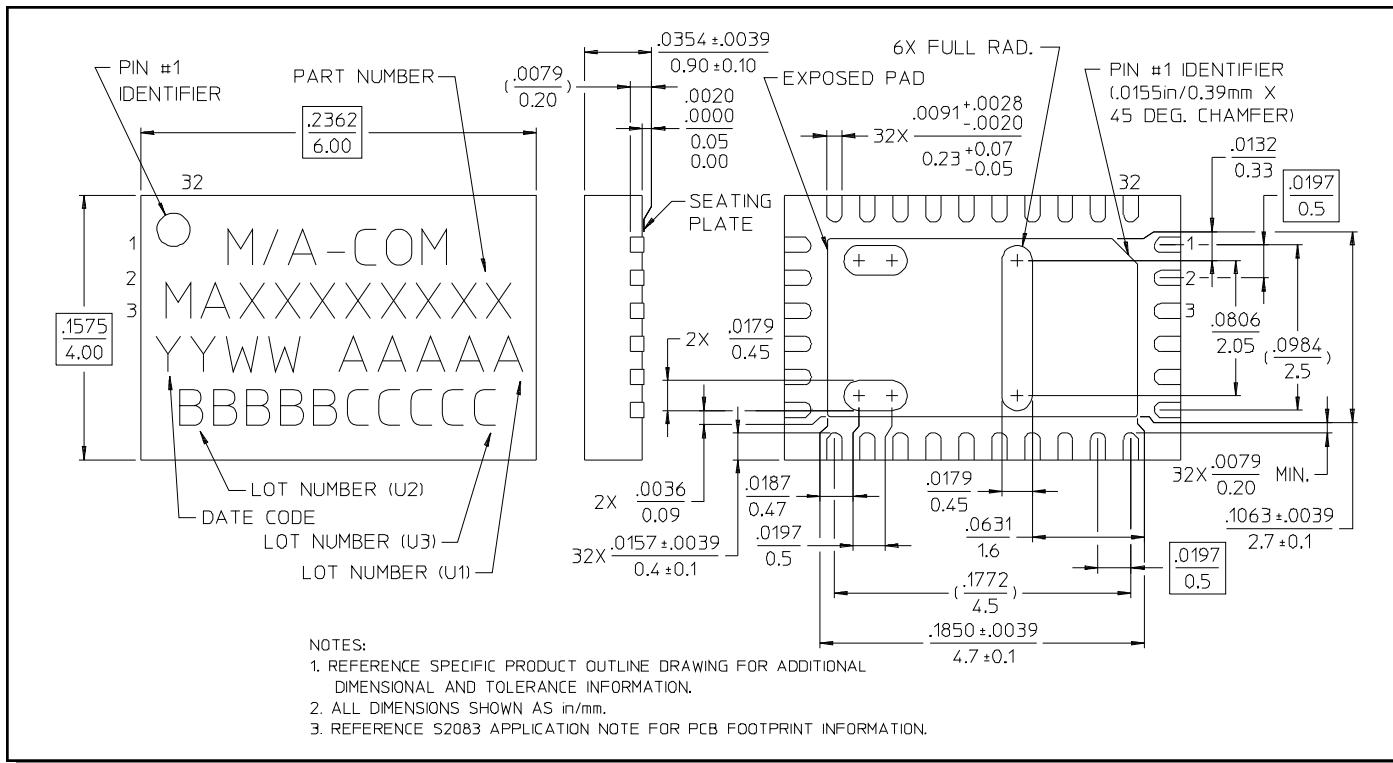 PIN #1
IDENTIFIER
PART NUMBER
.2362
6.00
32
1
2
3
.1575
4.00
M/A-COM
MAXXXXXXXXX
YYWW AAAAA
BBBBBCCCCC
LOT NUMBER (U2)
DATE CODE
LOT NUMBER (U3)
LOT NUMBER (U1)
.0354 ±.0039
0.90 ±0.10
(.0079
0.20)
.0020
.0000
0.05
0.00
SEATING
PLATE
EXPOSED PAD
6X FULL RAD.
32X .0091 +.0028
-.0020
0.23 +0.07
-0.05
PIN #1 IDENTIFIER
(.0155in/0.39mm X
45 DEG. CHAMFER)
32
.0132
0.33
.0197
0.5
1
2
3
2X .0179
0.45
.0806
2.05
(.0984
2.5)
2X .0036
0.09
.0187
0.47
.0179
0.45
32X .0079
0.20 MIN.
32X .0157 ±.0039
0.4 ±0.1
.0197
0.5
.0631
1.6
.1063 ±.0039
2.7 ±0.1
.0197
0.5
(.1772
4.5)
.1850 ±.0039
4.7 ±0.1
NOTES:
1. REFERENCE SPECIFIC PRODUCT OUTLINE DRAWING FOR ADDITIONAL
DIMENSIONAL AND TOLERANCE INFORMATION.
2. ALL DIMENSIONS SHOWN AS in/mm.
3. REFERENCE S2083 APPLICATION NOTE FOR PCB FOOTPRINT INFORMATION.